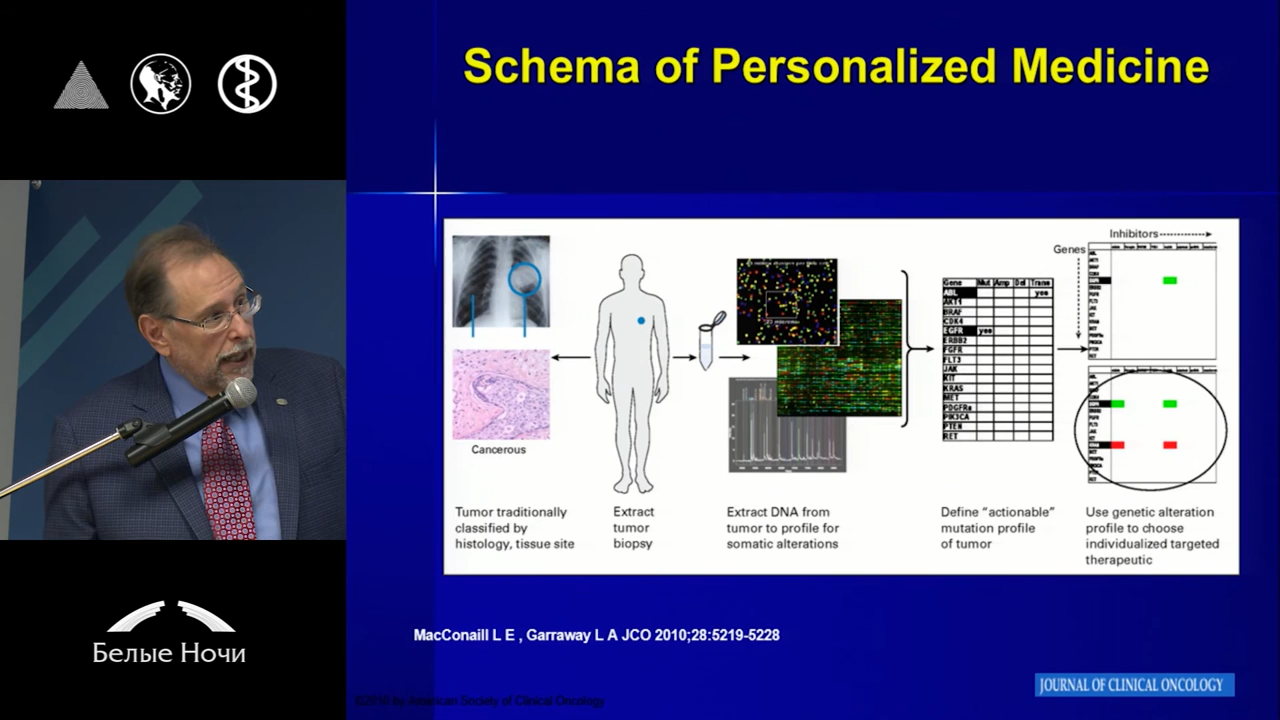 Schema of Personalized Medicine
Inhibitors
Genes
Gene Mut Amp Del Trans
ABL yes
AKT1
BRAF
CDK4
EGFR yes
ERBB2
FGFR
FLT3
JAK
KIT
KRAS
MET
PDGFRa
PIK3CA
PTEN
RET
Cancerous
Tumor traditionally
classified by
histology, tissue site
Extract
tumor
biopsy
Extract DNA from
tumor to profile for
somatic alterations
Define “actionable”
mutation profile
of tumor
Use genetic alteration
profile to choose
individualized targeted
therapeutic
MacConaill L E , Garraway L A JCO 2010;28:5219-5228
JOURNAL OF CLINICAL ONCOLOGY
©2010 by American Society of Clinical Oncology
Белые Ночи